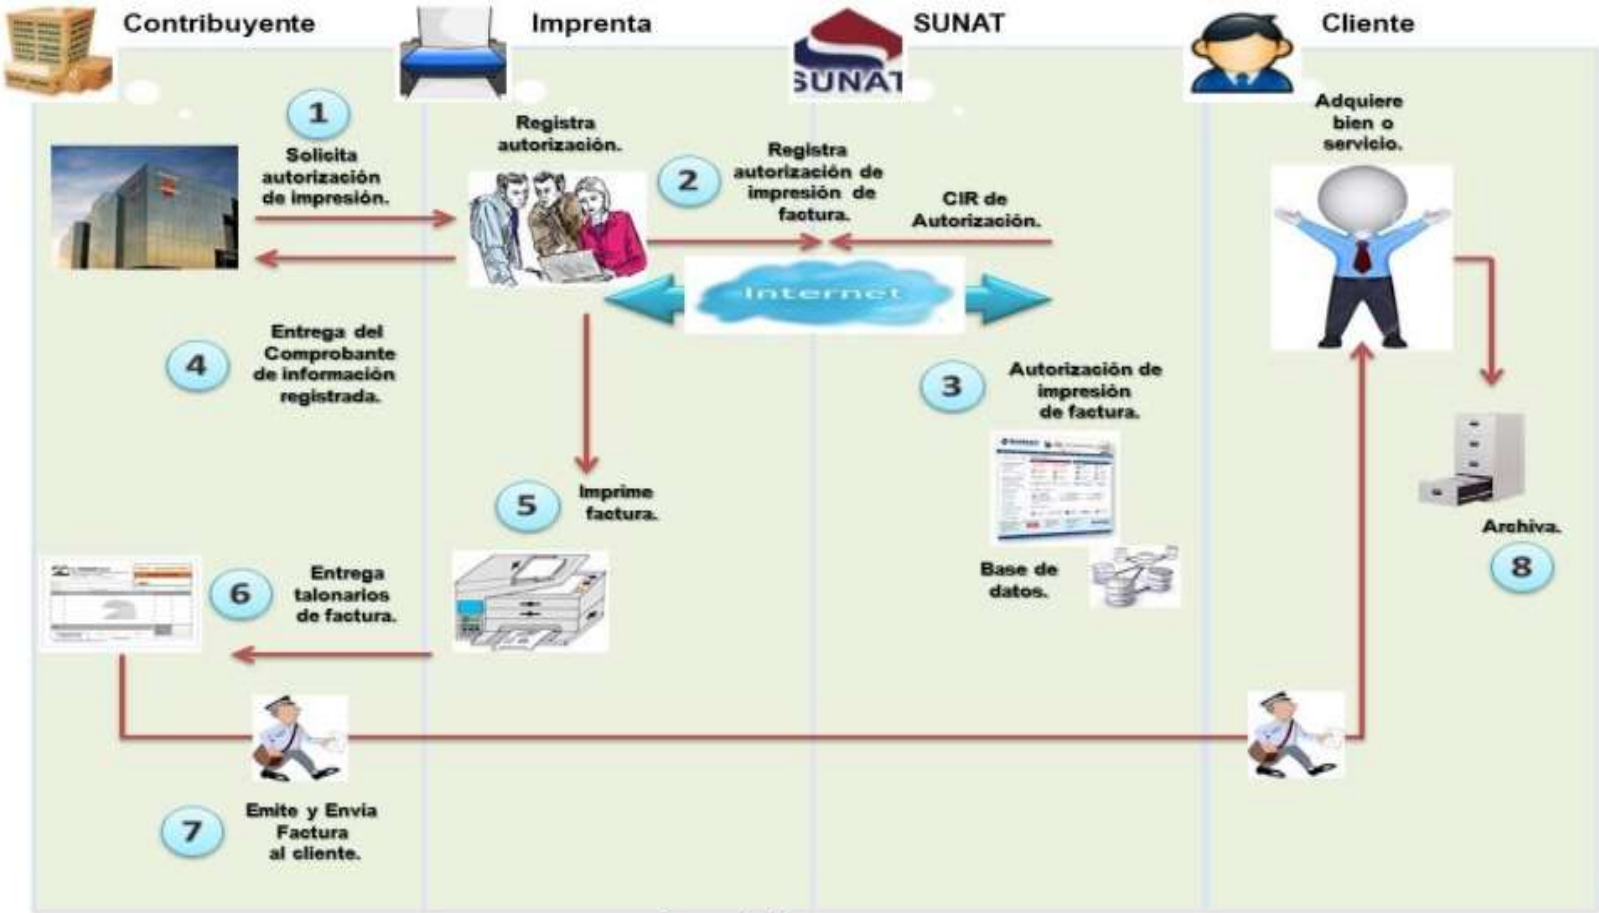 Contribuyente
Imprenta
SUNAT
Cliente
SUNAT
1
Solicita
autorización
de impresión.
Registra
autorización.
2
Registra
autorización de
impresión de
factura.
CIR de
Autorización.
Internet
Adquiere
bien o
servicio.
3
Autorización de
impresión
de factura.
Base de
datos.
4
Entrega del
Comprobante
de información
registrada.
5
Imprime
factura.
6
Entrega
talonarios
de factura.
7
Emite y Envia
Factura
al cliente.
Archiva.
8